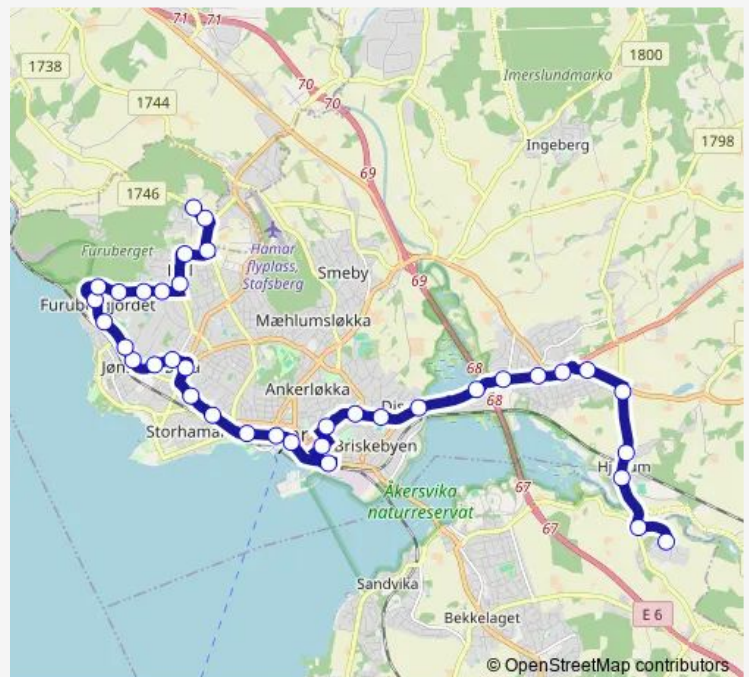 71
71
1738
70
1800
1744
70
Imerslundmarka
Ingeberg
1798
69
1746
Furuberget
Hamar
flyplass,
Stafsberg
Smeby
69
Mæhlumsløkka
68
Ankerløkka
68
Storhamar
Briskebyen
Åkersvika
naturreservat
67
67
Sandvika
Bekkelaget
E 6
© OpenStreetMap contributors